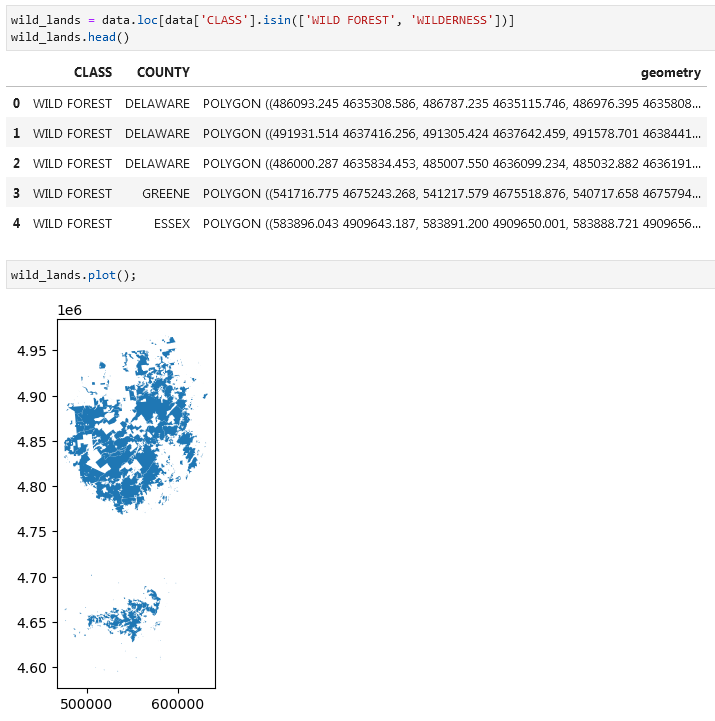 wild_lands = data.loc[data['CLASS'].isin(['WILD FOREST', 'WILDERNESS'])]
wild_lands.head()
CLASS COUNTY geometry
0 WILD FOREST DELAWARE POLYGON ((486093.245 4635308.586, 486787.235 4635115.746, 486976.395 4635808...
1 WILD FOREST DELAWARE POLYGON ((491931.514 4637416.256, 491305.424 4637642.459, 491578.701 4638441...
2 WILD FOREST DELAWARE POLYGON ((486000.287 4635834.453, 485007.550 4636099.234, 485032.882 4636191...
3 WILD FOREST GREENE POLYGON ((541716.775 4675243.268, 541217.579 4675518.876, 540717.658 4675794...
4 WILD FOREST ESSEX POLYGON ((583896.043 4909643.187, 583891.200 4909650.001, 583888.721 4909656...
wild_lands.plot();
1e6
4.95
4.90
4.85
4.80
4.75
4.70
4.65
4.60
500000 600000